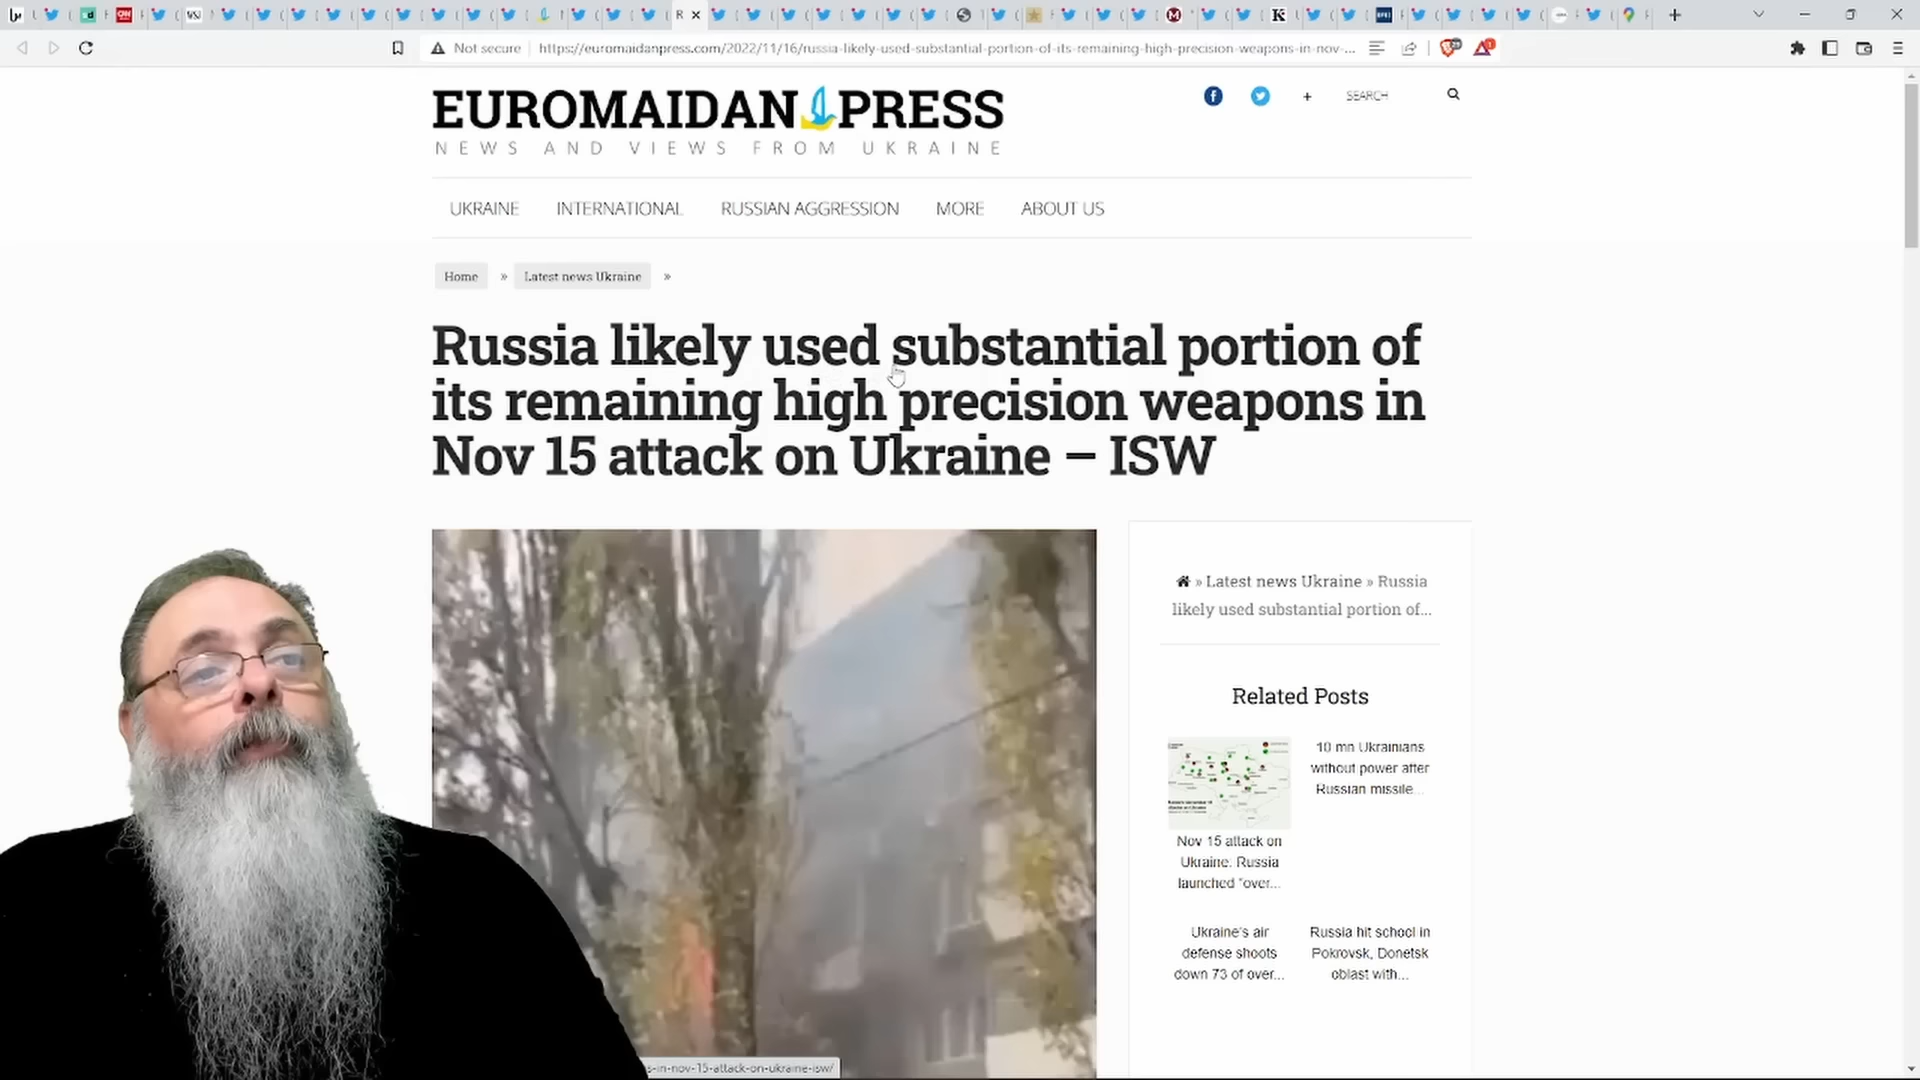 Not secure
https://euromaidanpress.com/2022/11/16/russia-likely-used-substantial-portion-of-its-remaining-high-precision-weapons-in-nov-...
EUROMAIDAN PRESS
NEWS AND VIEWS FROM UKRAINE
+
SEARCH
UKRAINE
INTERNATIONAL
RUSSIAN AGGRESSION
MORE
ABOUT US
Home » Latest news Ukraine »
Russia likely used substantial portion of
its remaining high precision weapons in
Nov 15 attack on Ukraine – ISW
» Latest news Ukraine » Russia
likely used substantial portion of...
Related Posts
Nov 15 attack on
Ukraine: Russia
launched "over...
10 mn Ukrainians
without power after
Russian missile...
Ukraine's air
defense shoots
down 73 of over...
Russia hit school in
Pokrovsk, Donetsk
oblast with...
s-in-nov-15-attack-on-ukraine-isw/